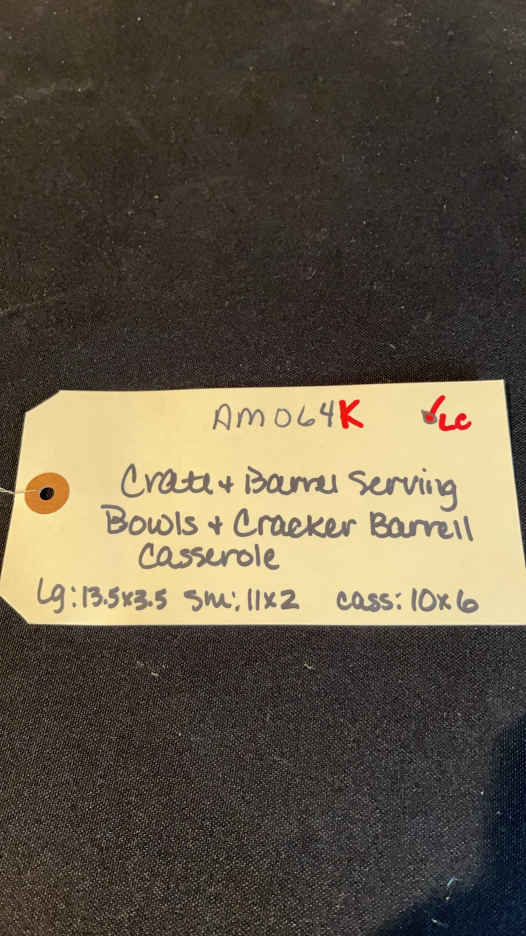 AM064K ✓LC
Crate + Barrel Serving
Bowls + Cracker Barrell
Casserole
Lg: 13.5x3.5 Sm: 11x2 cass: 10x6